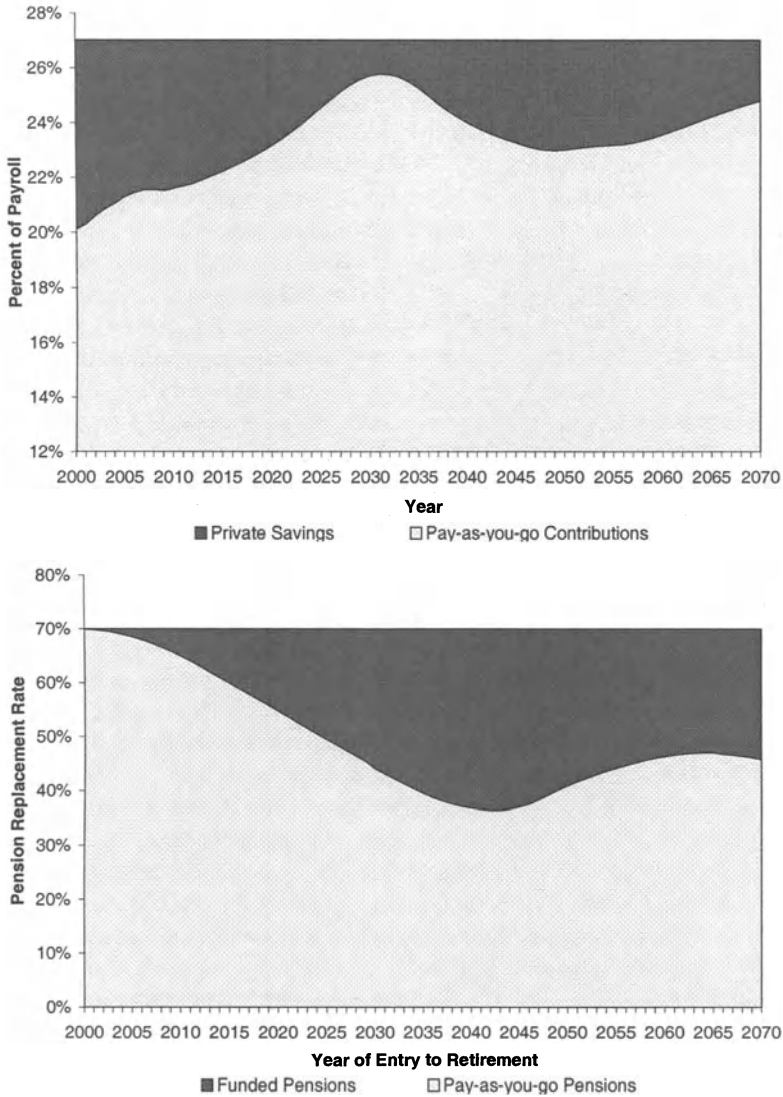 28%
26%
24%
22%
20%
18%
16%
14%
12%
Percent of Payroll
2000 2005 2010 2015 2020 2025 2030 2035 2040 2045 2050 2055 2060 2065 2070
Year
Private Savings Pay-as-you-go Contributions
80%
70%
60%
50%
40%
30%
20%
10%
0%
Pension Replacement Rate
2000 2005 2010 2015 2020 2025 2030 2035 2040 2045 2050 2055 2060 2065 2070
Year of Entry to Retirement
Funded Pensions Pay-as-you-go Pensions